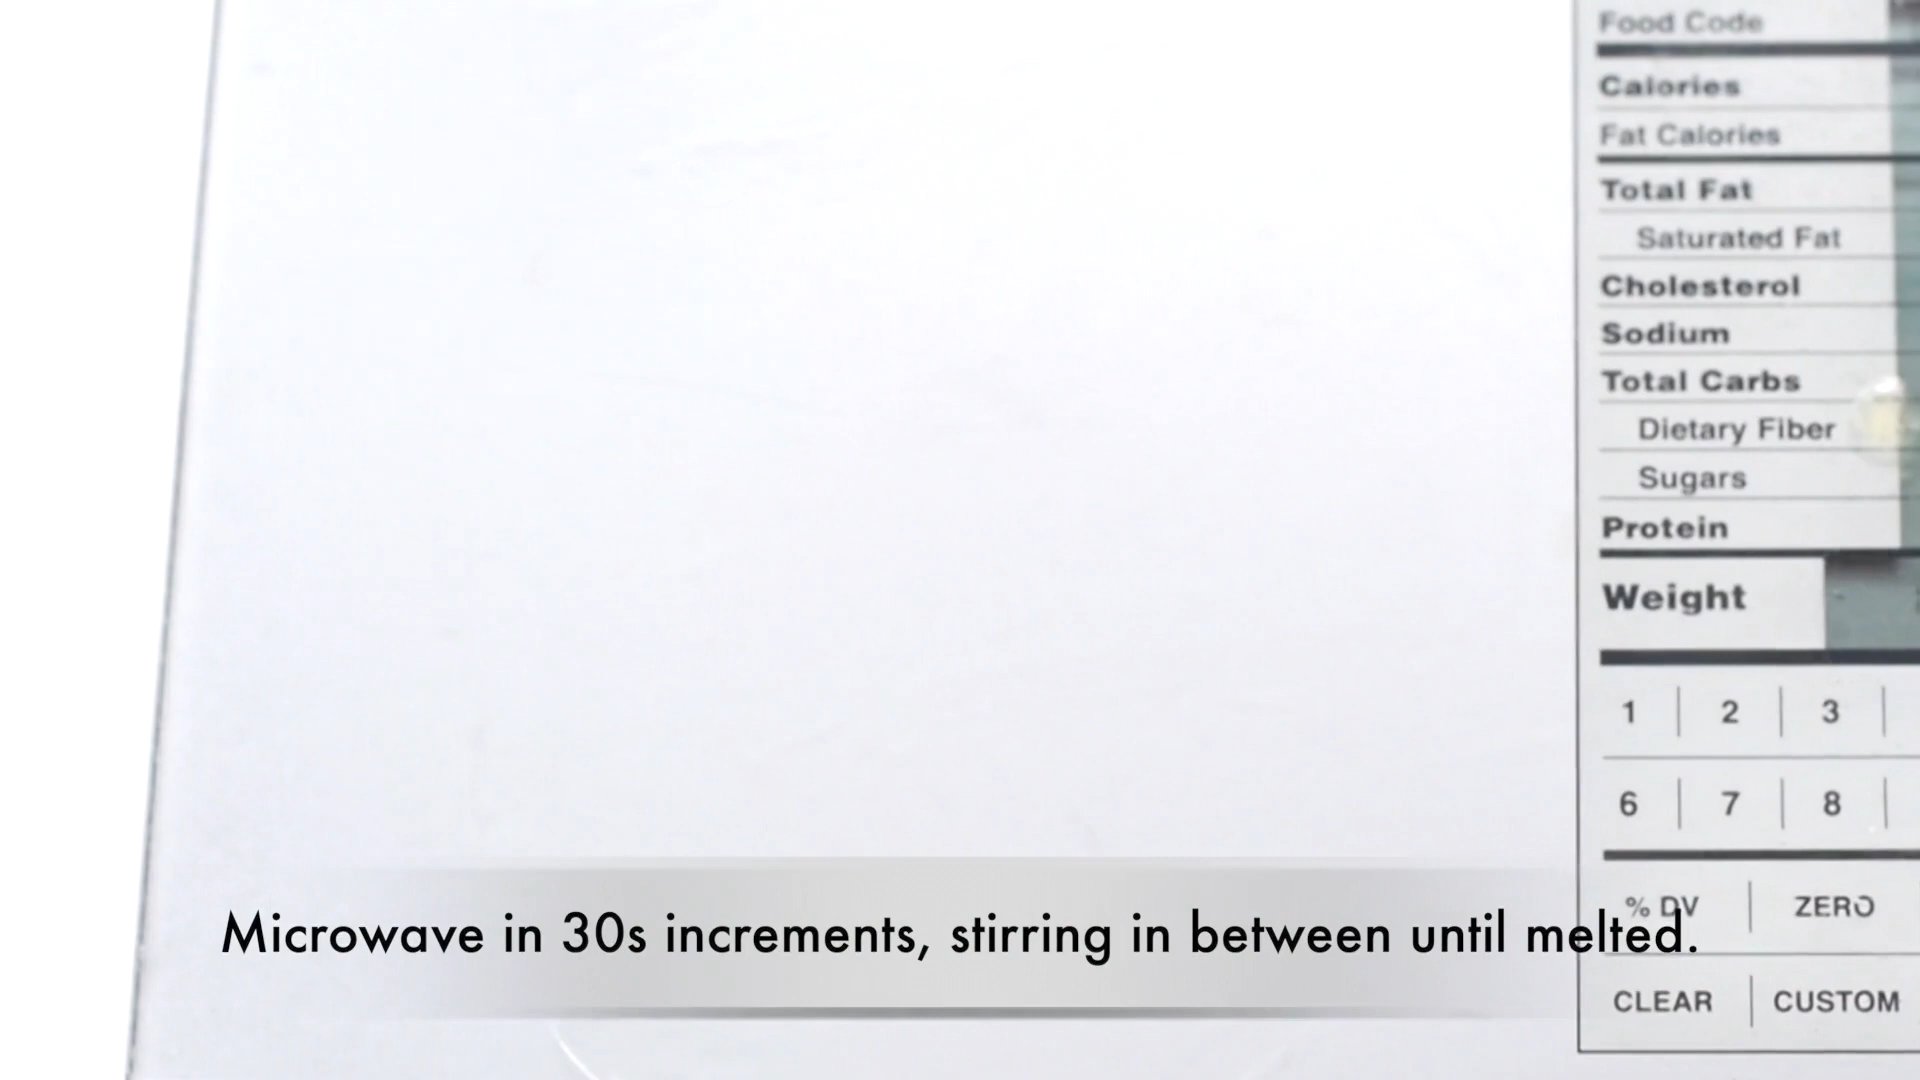 Food Code
Calories
Fat Calories
Total Fat
Saturated Fat
Cholesterol
Sodium
Total Carbs
Dietary Fiber
Sugars
Protein
Weight
1 2 3
6 7 8
% DV ZERO
Microwave in 30s increments, stirring in between until melted.
CLEAR CUSTOM